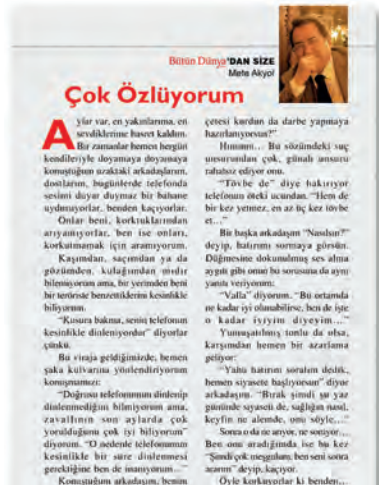 Bütün Dünya'DAN SİZE
Mete Akyol
Çok Özlüyorum
Aylar var, en yakınlarıma, en
sevdiklerime hasret kaldım.
Bir zamanlar hemen hergün
kendileriyle doyamaya doyamaya
konuştuğum uzaktaki arkadaşlarım,
dostlarım, bugünlerde telefonda
sesimi duyar duymaz bir bahane
uyduruyorlar, benden kaçıyorlar.
Onlar beni, korktuklarından
arıyamıyorlar, ben ise onları,
korkutmamak için aramıyorum.
Kaşımdan, saçımdan ya da
gözümden, kulağımdan mıdır
bilemiyorum ama, bir yerimden beni
bir teröriste benzettiklerini kesinlikle
biliyorum.
"Kusura bakma, senin telefonun
kesinlikle dinleniyordur" diyorlar
çünkü.
Bu viraja geldiğimizde, hemen
şaka kulvarına yönlendiriyorum
konuşmamızı:
"Doğrusu telefonumun dinlenip
dinlenmediğini bilmiyorum ama,
zavallının son aylarda çok
yorulduğunu çok iyi biliyorum"
diyorum. "O nedenle telefonumun
kesinlikle bir süre dinlenmesi
gerektiğine ben de inanıyorum..."
Konuştuğum arkadaşım, benim
çetesi kurdun da darbe yapmaya
hazırlanıyorsun?"
Hımmm... Bu sözümdeki suç
unsurundan çok, günah unsuru
rahatsız ediyor onu.
"Tövbe de" diye haykırıyor
telefonun öteki ucundan. "Hem de
bir kez yetmez, en az üç kez tövbe
et..."
Bir başka arkadaşım "Nasılsın?"
deyip, hatırımı sormaya görsün.
Düğmesine dokunulmuş ses alma
aygıtı gibi onun bu sorusuna da aynı
yanıtı veriyorum:
"Valla" diyorum. "Bu ortamda
ne kadar iyi olunabilirse, ben de işte
o kadar iyiyim diyeyim..."
Yumuşatılmış tonlu da olsa,
karşımdan hemen bir azarlama
geliyor:
"Yahu hatırını soralım dedik,
hemen siyasete başlıyorsun" diyor
arkadaşım. "Bırak şimdi şu yaz
gününde siyaseti de, sağlığın nasıl,
keyfin ne alemde, onu söyle..."
Sonra o da ne arıyor, ne soruyor...
Ben onu aradığımda ise bu kez
"Şimdi çok meşgulüm, ben seni sonra
ararım" deyip, kaçıyor.
Öyle korkuyorlar ki benden...